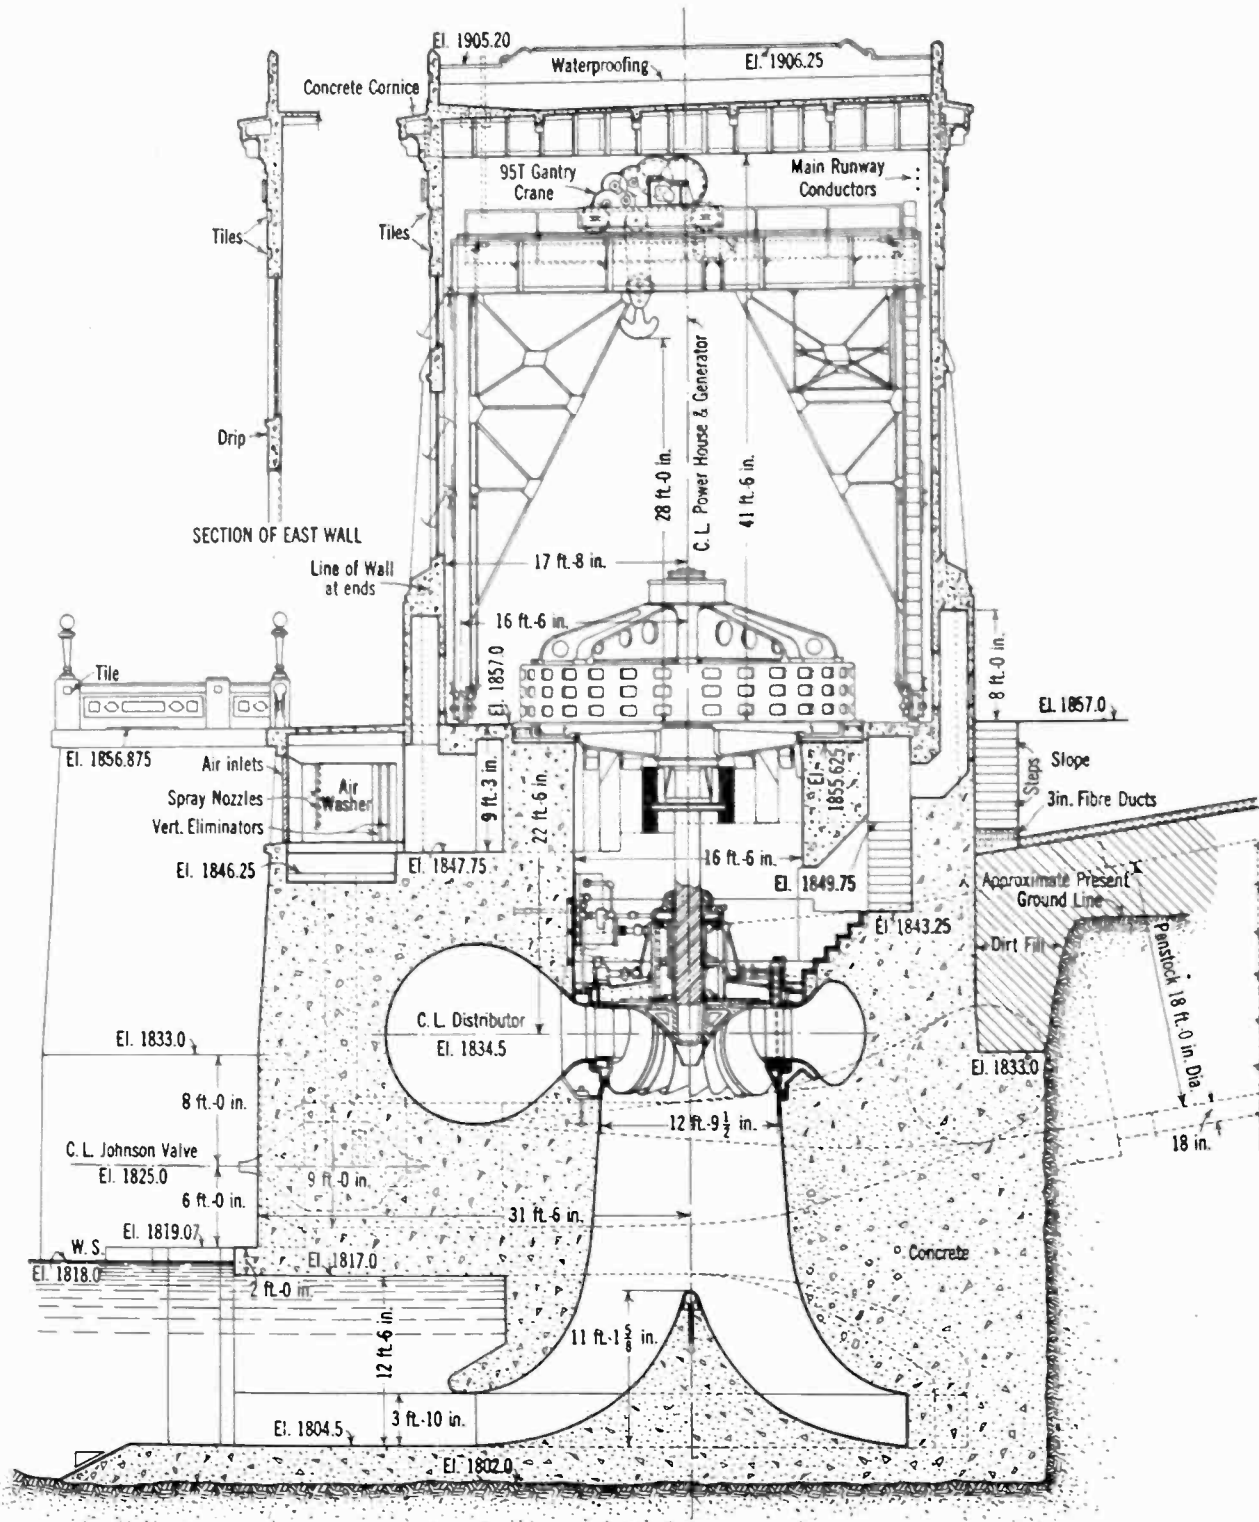 El. 1905.20
Waterproofing
El. 1906.25
Concrete Cornice
95T Gantry
Crane
Main Runway
Conductors
Tiles
Tiles
Drip
C. L. Power House & Generator
28 ft.-0 in.
41 ft.-6 in.
SECTION OF EAST WALL
17 ft.-8 in.
Line of Wall
at ends
16 ft.-6 in.
8 ft.-0 in.
Tile
El. 1857.0
El. 1857.0
El. 1856.875
Air inlets
Spray Nozzles
Air
Washer
Vert. Eliminators
9 ft.-3 in.
22 ft.-6 in.
El.
1855.625
Steps
Slope
3in. Fibre Ducts
El. 1846.25
El. 1847.75
16 ft.-6 in.
El. 1849.75
El. 1843.25
Approximate Present
Ground Line
Dirt Fill
Penstock 18 ft.-0 in. Dia.
C. L. Distributor
El. 1834.5
El. 1833.0
El. 1833.0
8 ft.-0 in.
12 ft.-9 1/2 in.
18 in.
C. L. Johnson Valve
El. 1825.0
9 ft.-0 in.
6 ft.-0 in.
31 ft.-6 in.
El. 1819.07
W. S.
El. 1818.0
El. 1817.0
2 ft.-0 in.
Concrete
12 ft.-6 in.
11 ft.-1 5/8 in.
3 ft.-10 in.
El. 1804.5
El. 1802.0